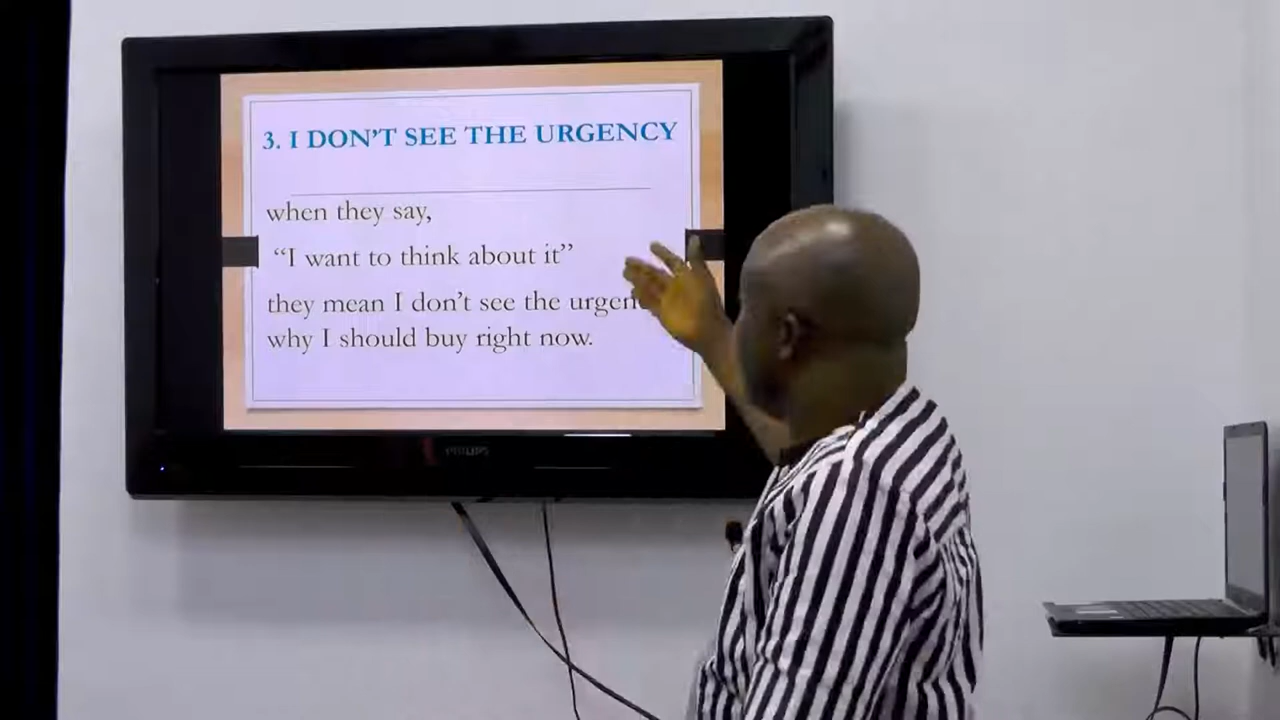 3. I DON'T SEE THE URGENCY
when they say,
“I want to think about it”
they mean I don't see the
why I should buy right now.
PHILIPS